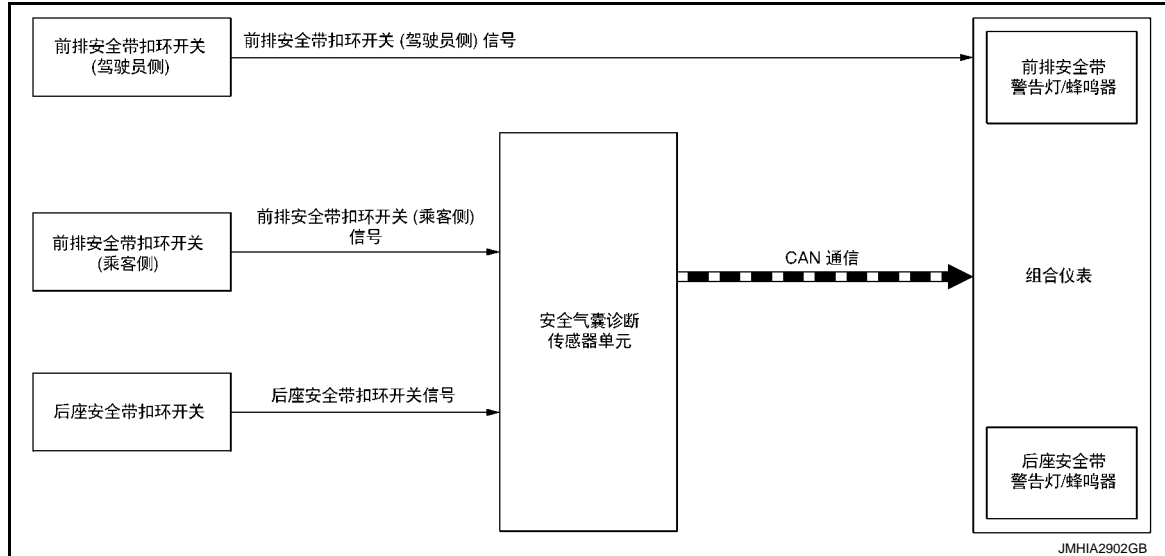 前排安全带扣环开关
(驾驶员侧)
前排安全带扣环开关 (驾驶员侧) 信号
前排安全带
警告灯/蜂鸣器
前排安全带扣环开关
(乘客侧)
前排安全带扣环开关 (乘客侧)
信号
安全气囊诊断
传感器单元
CAN 通信
组合仪表
后座安全带扣环开关
后座安全带扣环开关信号
后座安全带
警告灯/蜂鸣器
JMHIA2902GB